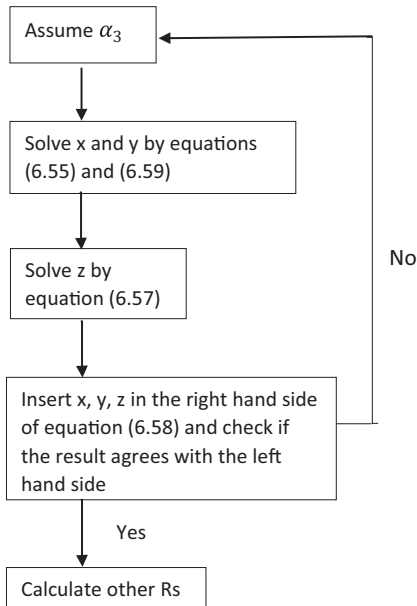 Assume α₃
Solve x and y by equations
(6.55) and (6.59)
Solve z by
equation (6.57)
No
Insert x, y, z in the right hand side
of equation (6.58) and check if
the result agrees with the left
hand side
Yes
Calculate other Rs